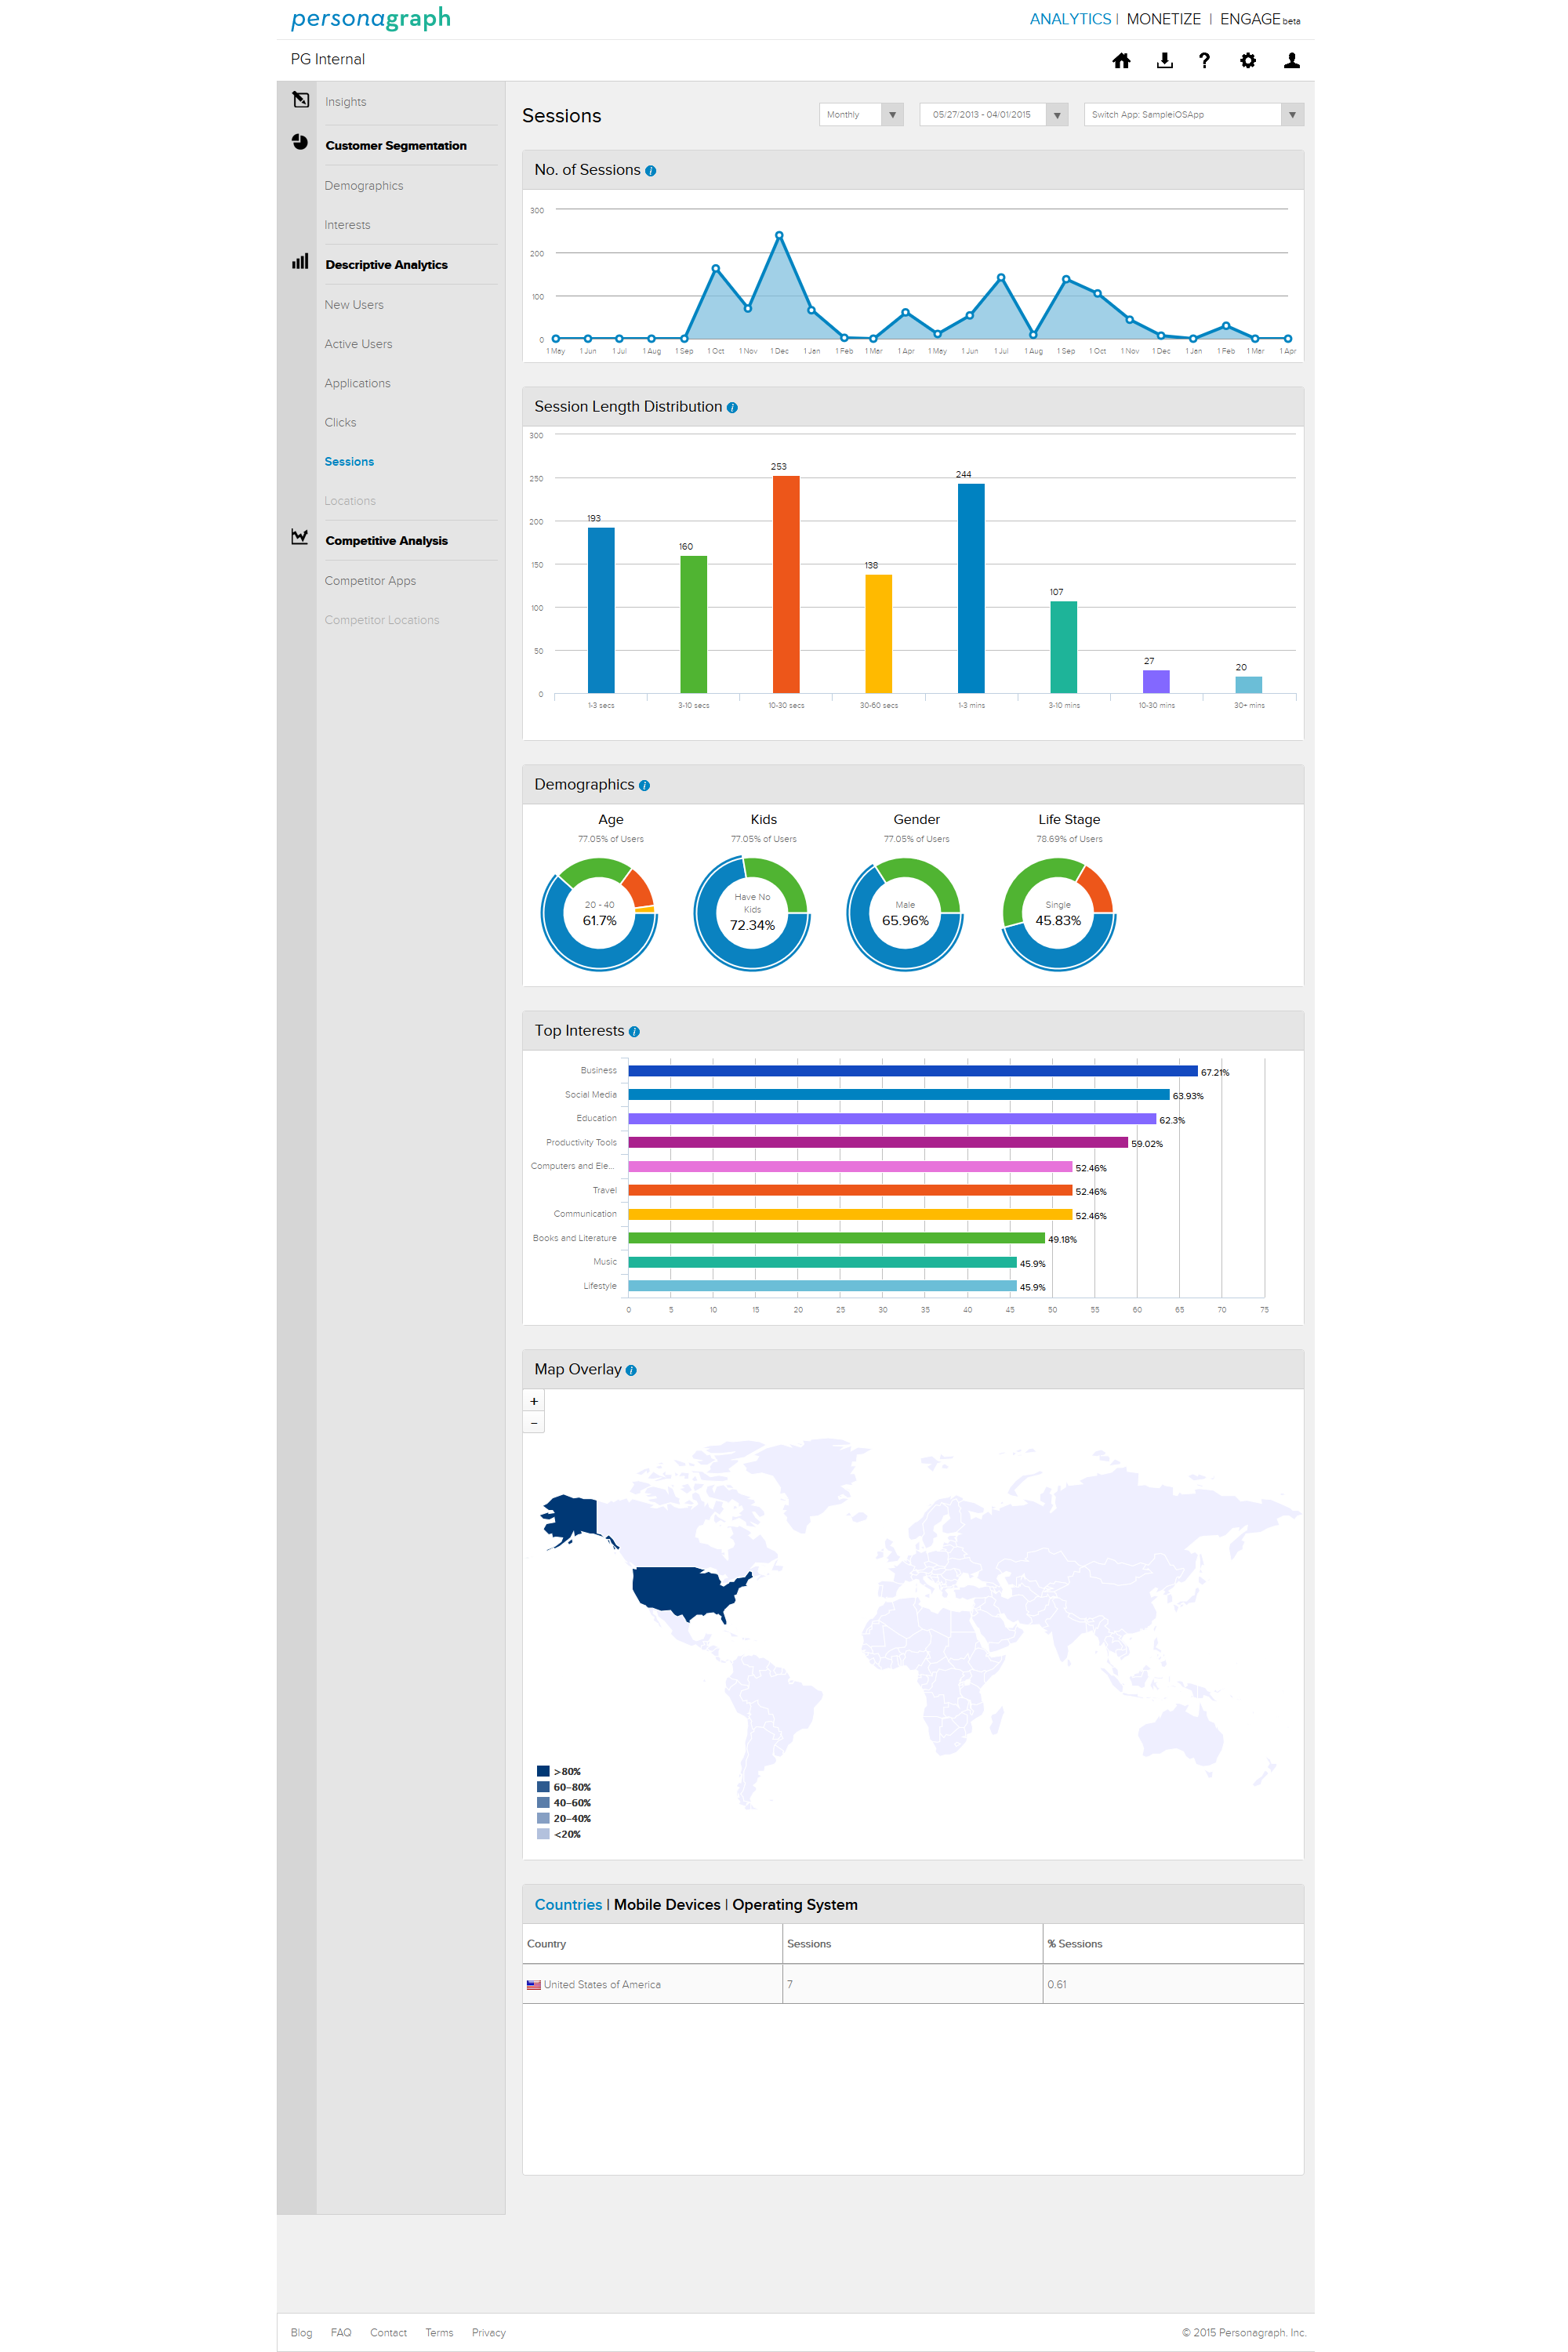 personagraph
ANALYTICS | MONETIZE | ENGAGE beta
PG Internal
Insights
Customer Segmentation
Demographics
Interests
Descriptive Analytics
New Users
Active Users
Applications
Clicks
Sessions
Locations
Competitive Analysis
Competitor Apps
Competitor Locations
Sessions
Monthly
05/27/2013 - 04/01/2015
Switch App: SampleiOSApp
No. of Sessions i
300
200
100
0
1 May 1 Jun 1 Jul 1 Aug 1 Sep 1 Oct 1 Nov 1 Dec 1 Jan 1 Feb 1 Mar 1 Apr 1 May 1 Jun 1 Jul 1 Aug 1 Sep 1 Oct 1 Nov 1 Dec 1 Jan 1 Feb 1 Mar 1 Apr
Session Length Distribution i
300
250
200
150
100
50
0
193 160 253 138 244 107 27 20
1-3 secs 3-10 secs 10-30 secs 30-60 secs 1-3 mins 3-10 mins 10-30 mins 30+ mins
Demographics i
Age Kids Gender Life Stage
77.05% of Users 77.05% of Users 77.05% of Users 78.69% of Users
20 - 40
61.7%
Have No
Kids
72.34%
Male
65.96%
Single
45.83%
Top Interests i
Business 67.21%
Social Media 63.93%
Education 62.3%
Productivity Tools 59.02%
Computers and Ele... 52.46%
Travel 52.46%
Communication 52.46%
Books and Literature 49.18%
Music 45.9%
Lifestyle 45.9%
0 5 10 15 20 25 30 35 40 45 50 55 60 65 70 75
Map Overlay i
+
−
>80%
60–80%
40–60%
20–40%
<20%
Countries | Mobile Devices | Operating System
Country Sessions % Sessions
United States of America 7 0.61
Blog FAQ Contact Terms Privacy
© 2015 Personagraph. Inc.